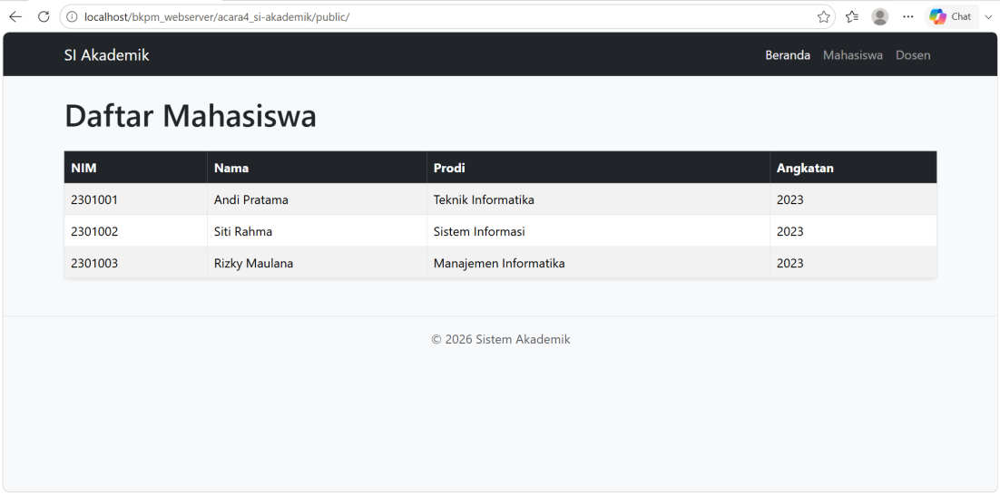 localhost/bkpm_webserver/acara4_si-akademik/public/
Chat
SI Akademik Beranda Mahasiswa Dosen
Daftar Mahasiswa
NIM Nama Prodi Angkatan
2301001 Andi Pratama Teknik Informatika 2023
2301002 Siti Rahma Sistem Informasi 2023
2301003 Rizky Maulana Manajemen Informatika 2023
© 2026 Sistem Akademik